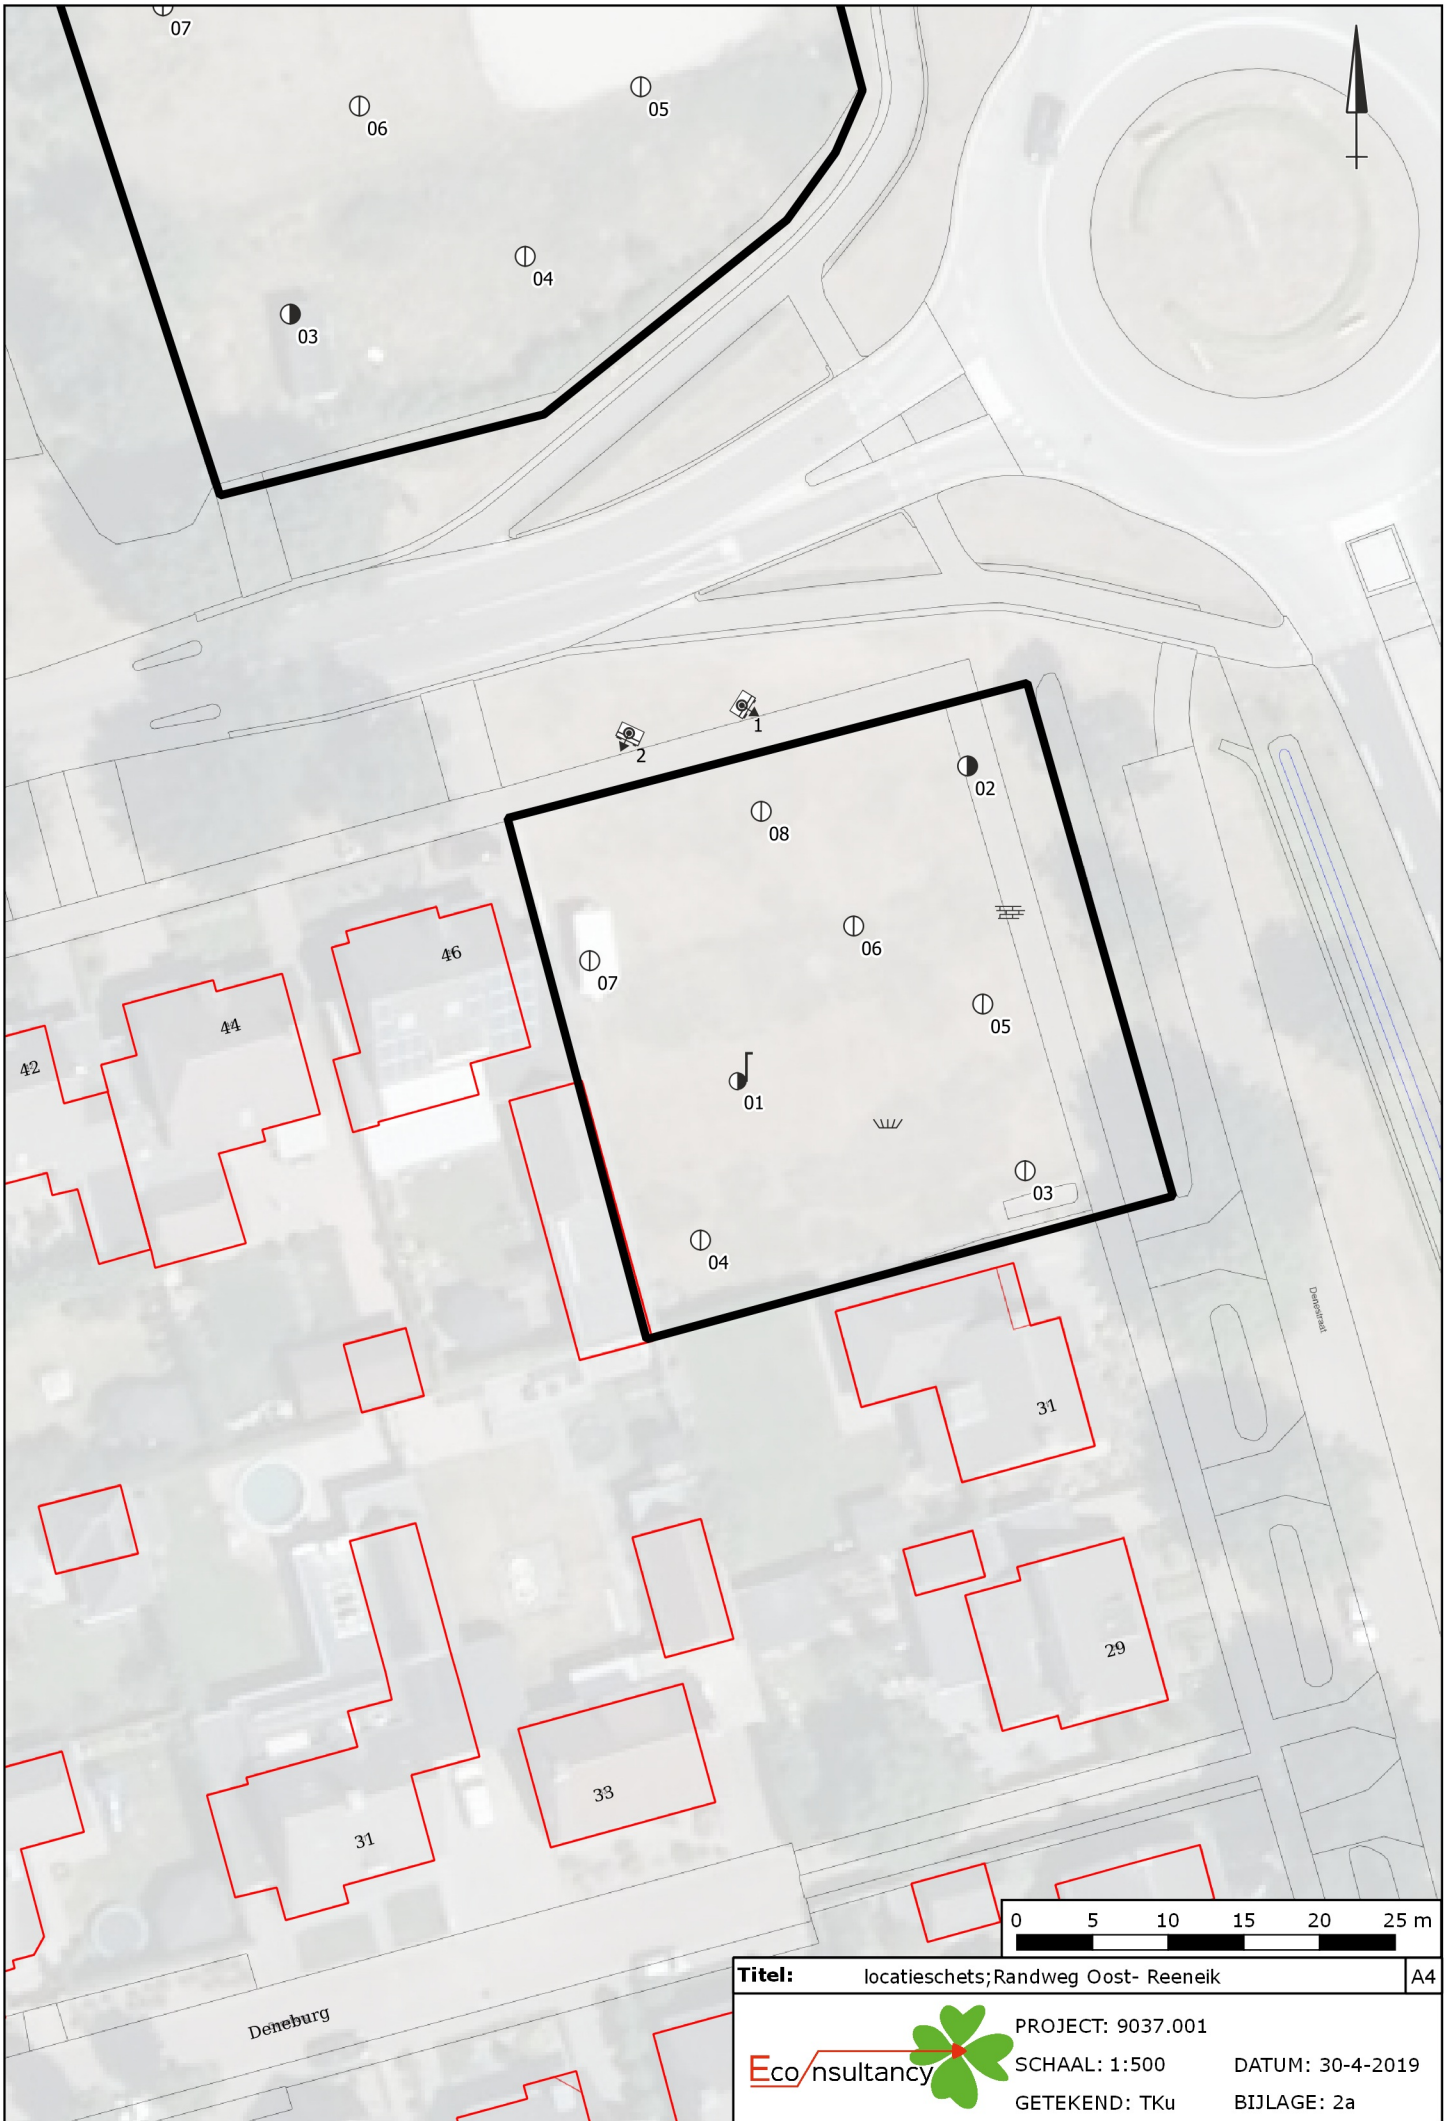 07
06
05
04
03
1
2
02
08
06
07
05
01
03
04
46
44
42
31
29
33
31
Denestraat
Deneburg
0 5 10 15 20 25 m
Titel: locatieschets;Randweg Oost- Reeneik A4
Econsultancy
PROJECT: 9037.001
SCHAAL: 1:500 DATUM: 30-4-2019
GETEKEND: TKu BIJLAGE: 2a